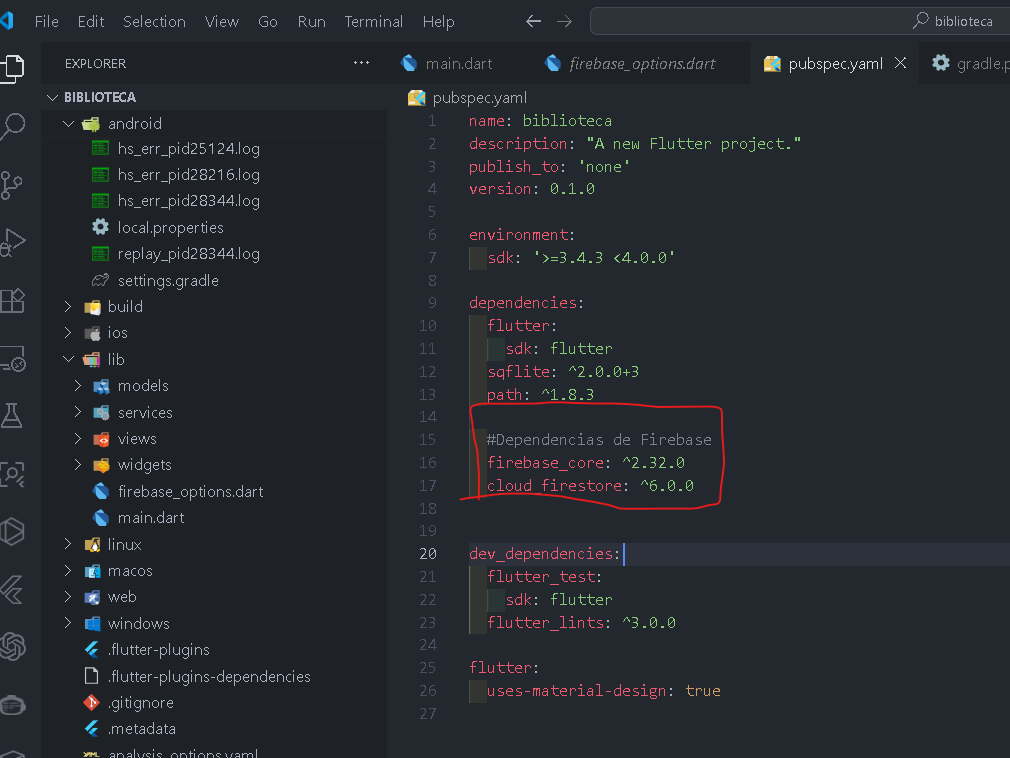 File Edit Selection View Go Run Terminal Help
biblioteca
EXPLORER
main.dart
firebase_options.dart
pubspec.yaml
BIBLIOTECA
android
hs_err_pid25124.log
hs_err_pid28216.log
hs_err_pid28344.log
local.properties
replay_pid28344.log
settings.gradle
build
ios
lib
models
services
views
widgets
firebase_options.dart
main.dart
linux
macos
web
windows
.flutter-plugins
.flutter-plugins-dependencies
.gitignore
.metadata
analysis_options.yaml
pubspec.yaml
1 name: biblioteca
2 description: "A new Flutter project."
3 publish_to: 'none'
4 version: 0.1.0
5
6 environment:
7 sdk: '>=3.4.3 <4.0.0'
8
9 dependencies:
10 flutter:
11 sdk: flutter
12 sqflite: ^2.0.0+3
13 path: ^1.8.3
14
15 #Dependencias de Firebase
16 firebase_core: ^2.32.0
17 cloud_firestore: ^6.0.0
18
19
20 dev_dependencies:
21 flutter_test:
22 sdk: flutter
23 flutter_lints: ^3.0.0
24
25 flutter:
26 uses-material-design: true
27